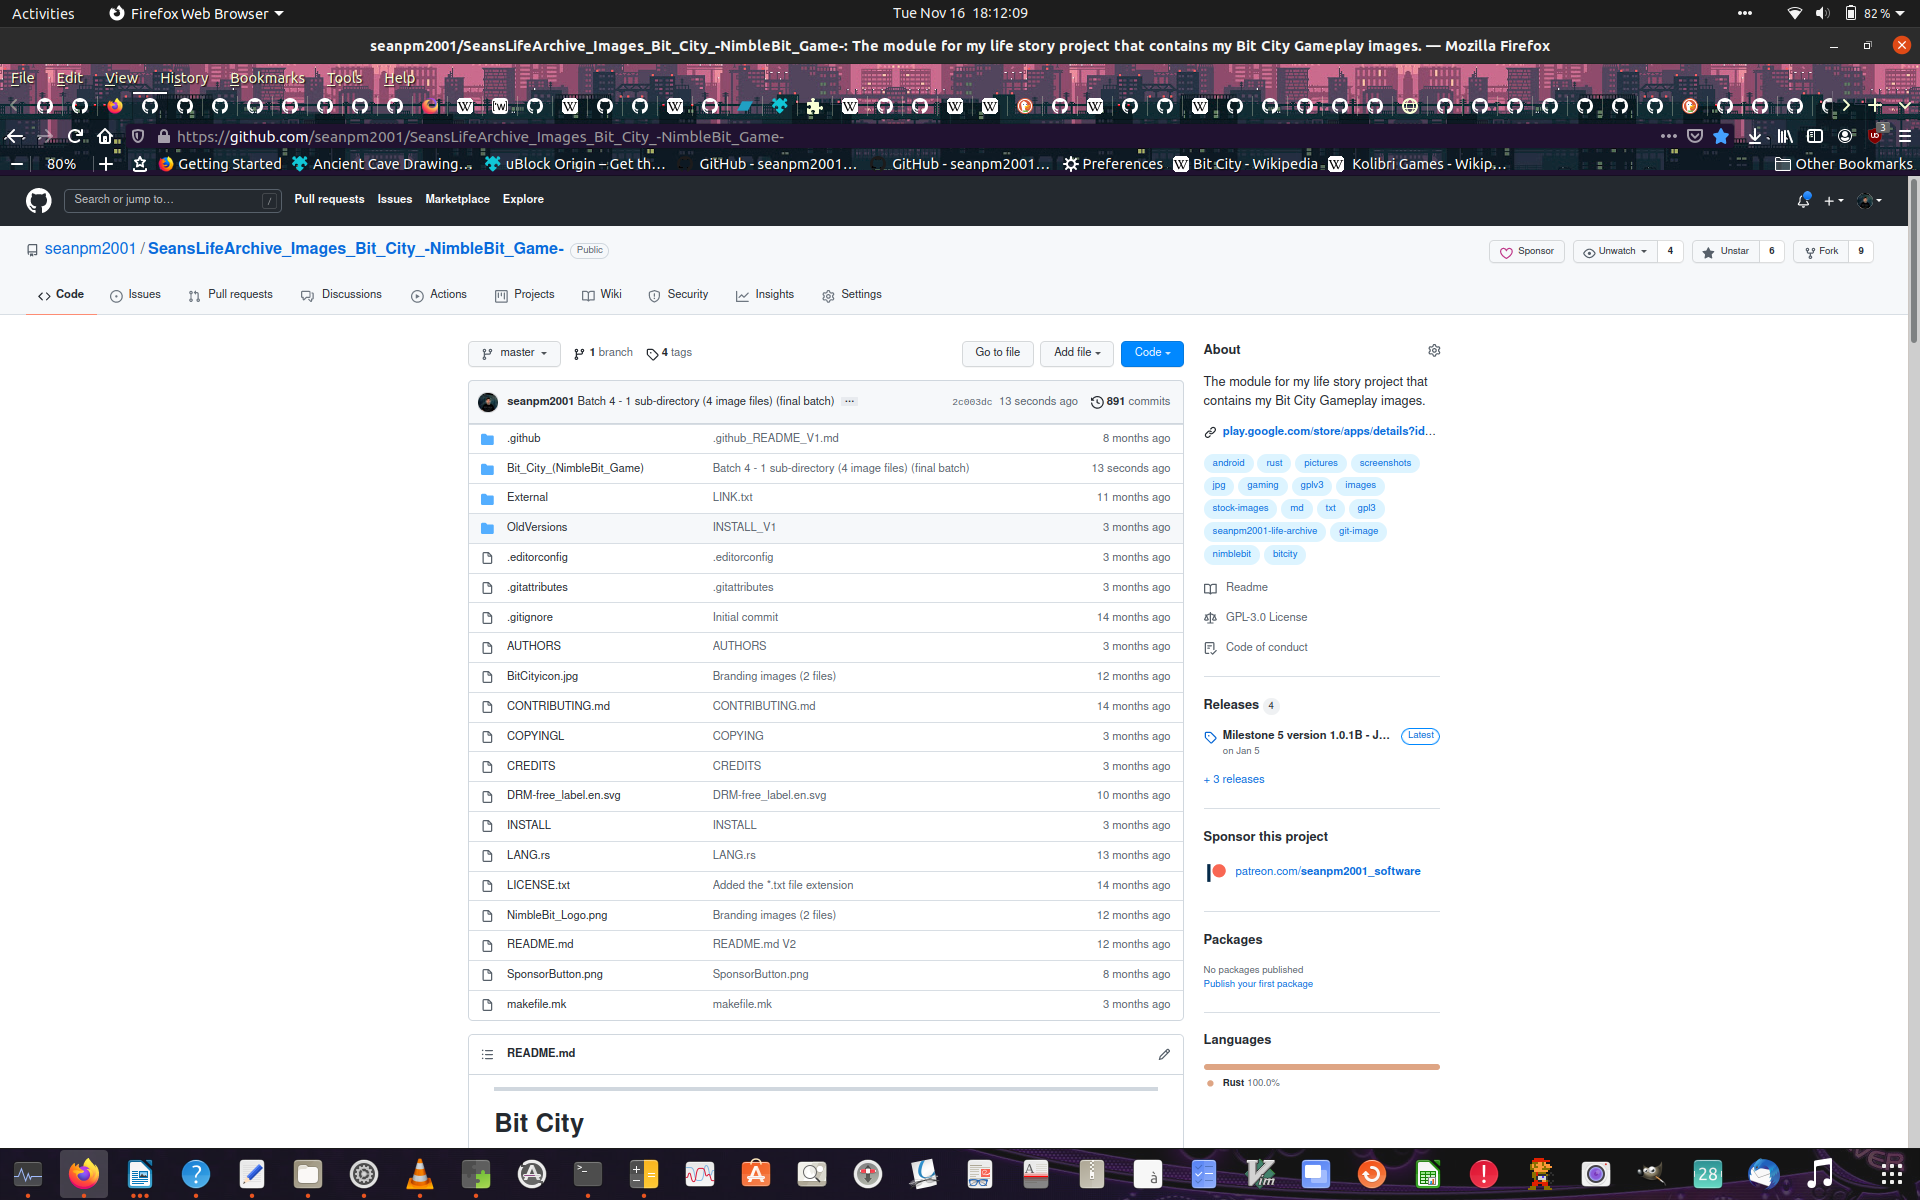 Activities Firefox Web Browser Tue Nov 16 18:12:09 82 %
seanpm2001/SeansLifeArchive_Images_Bit_City_-NimbleBit_Game-: The module for my life story project that contains my Bit City Gameplay images. — Mozilla Firefox
File Edit View History Bookmarks Tools Help
https://github.com/seanpm2001/SeansLifeArchive_Images_Bit_City_-NimbleBit_Game- 3
80% Getting Started Ancient Cave Drawing... uBlock Origin – Get th... GitHub - seanpm2001... GitHub - seanpm2001... Preferences Bit City - Wikipedia Kolibri Games - Wikip... Other Bookmarks
Search or jump to... / Pull requests Issues Marketplace Explore
seanpm2001 / SeansLifeArchive_Images_Bit_City_-NimbleBit_Game- Public Sponsor Unwatch 4 Unstar 6 Fork 9
Code Issues Pull requests Discussions Actions Projects Wiki Security Insights Settings
master 1 branch 4 tags Go to file Add file Code
seanpm2001 Batch 4 - 1 sub-directory (4 image files) (final batch) ... 2c003dc 13 seconds ago 891 commits
.github .github_README_V1.md 8 months ago
Bit_City_(NimbleBit_Game) Batch 4 - 1 sub-directory (4 image files) (final batch) 13 seconds ago
External LINK.txt 11 months ago
OldVersions INSTALL_V1 3 months ago
.editorconfig .editorconfig 3 months ago
.gitattributes .gitattributes 3 months ago
.gitignore Initial commit 14 months ago
AUTHORS AUTHORS 3 months ago
BitCityicon.jpg Branding images (2 files) 12 months ago
CONTRIBUTING.md CONTRIBUTING.md 14 months ago
COPYINGL COPYING 3 months ago
CREDITS CREDITS 3 months ago
DRM-free_label.en.svg DRM-free_label.en.svg 10 months ago
INSTALL INSTALL 3 months ago
LANG.rs LANG.rs 13 months ago
LICENSE.txt Added the *.txt file extension 14 months ago
NimbleBit_Logo.png Branding images (2 files) 12 months ago
README.md README.md V2 12 months ago
SponsorButton.png SponsorButton.png 8 months ago
makefile.mk makefile.mk 3 months ago
README.md
Bit City
About
The module for my life story project that
contains my Bit City Gameplay images.
play.google.com/store/apps/details?id...
android rust pictures screenshots
jpg gaming gplv3 images
stock-images md txt gpl3
seanpm2001-life-archive git-image
nimblebit bitcity
Readme
GPL-3.0 License
Code of conduct
Releases 4
Milestone 5 version 1.0.1B - J... Latest
on Jan 5
+ 3 releases
Sponsor this project
patreon.com/seanpm2001_software
Packages
No packages published
Publish your first package
Languages
Rust 100.0%
28